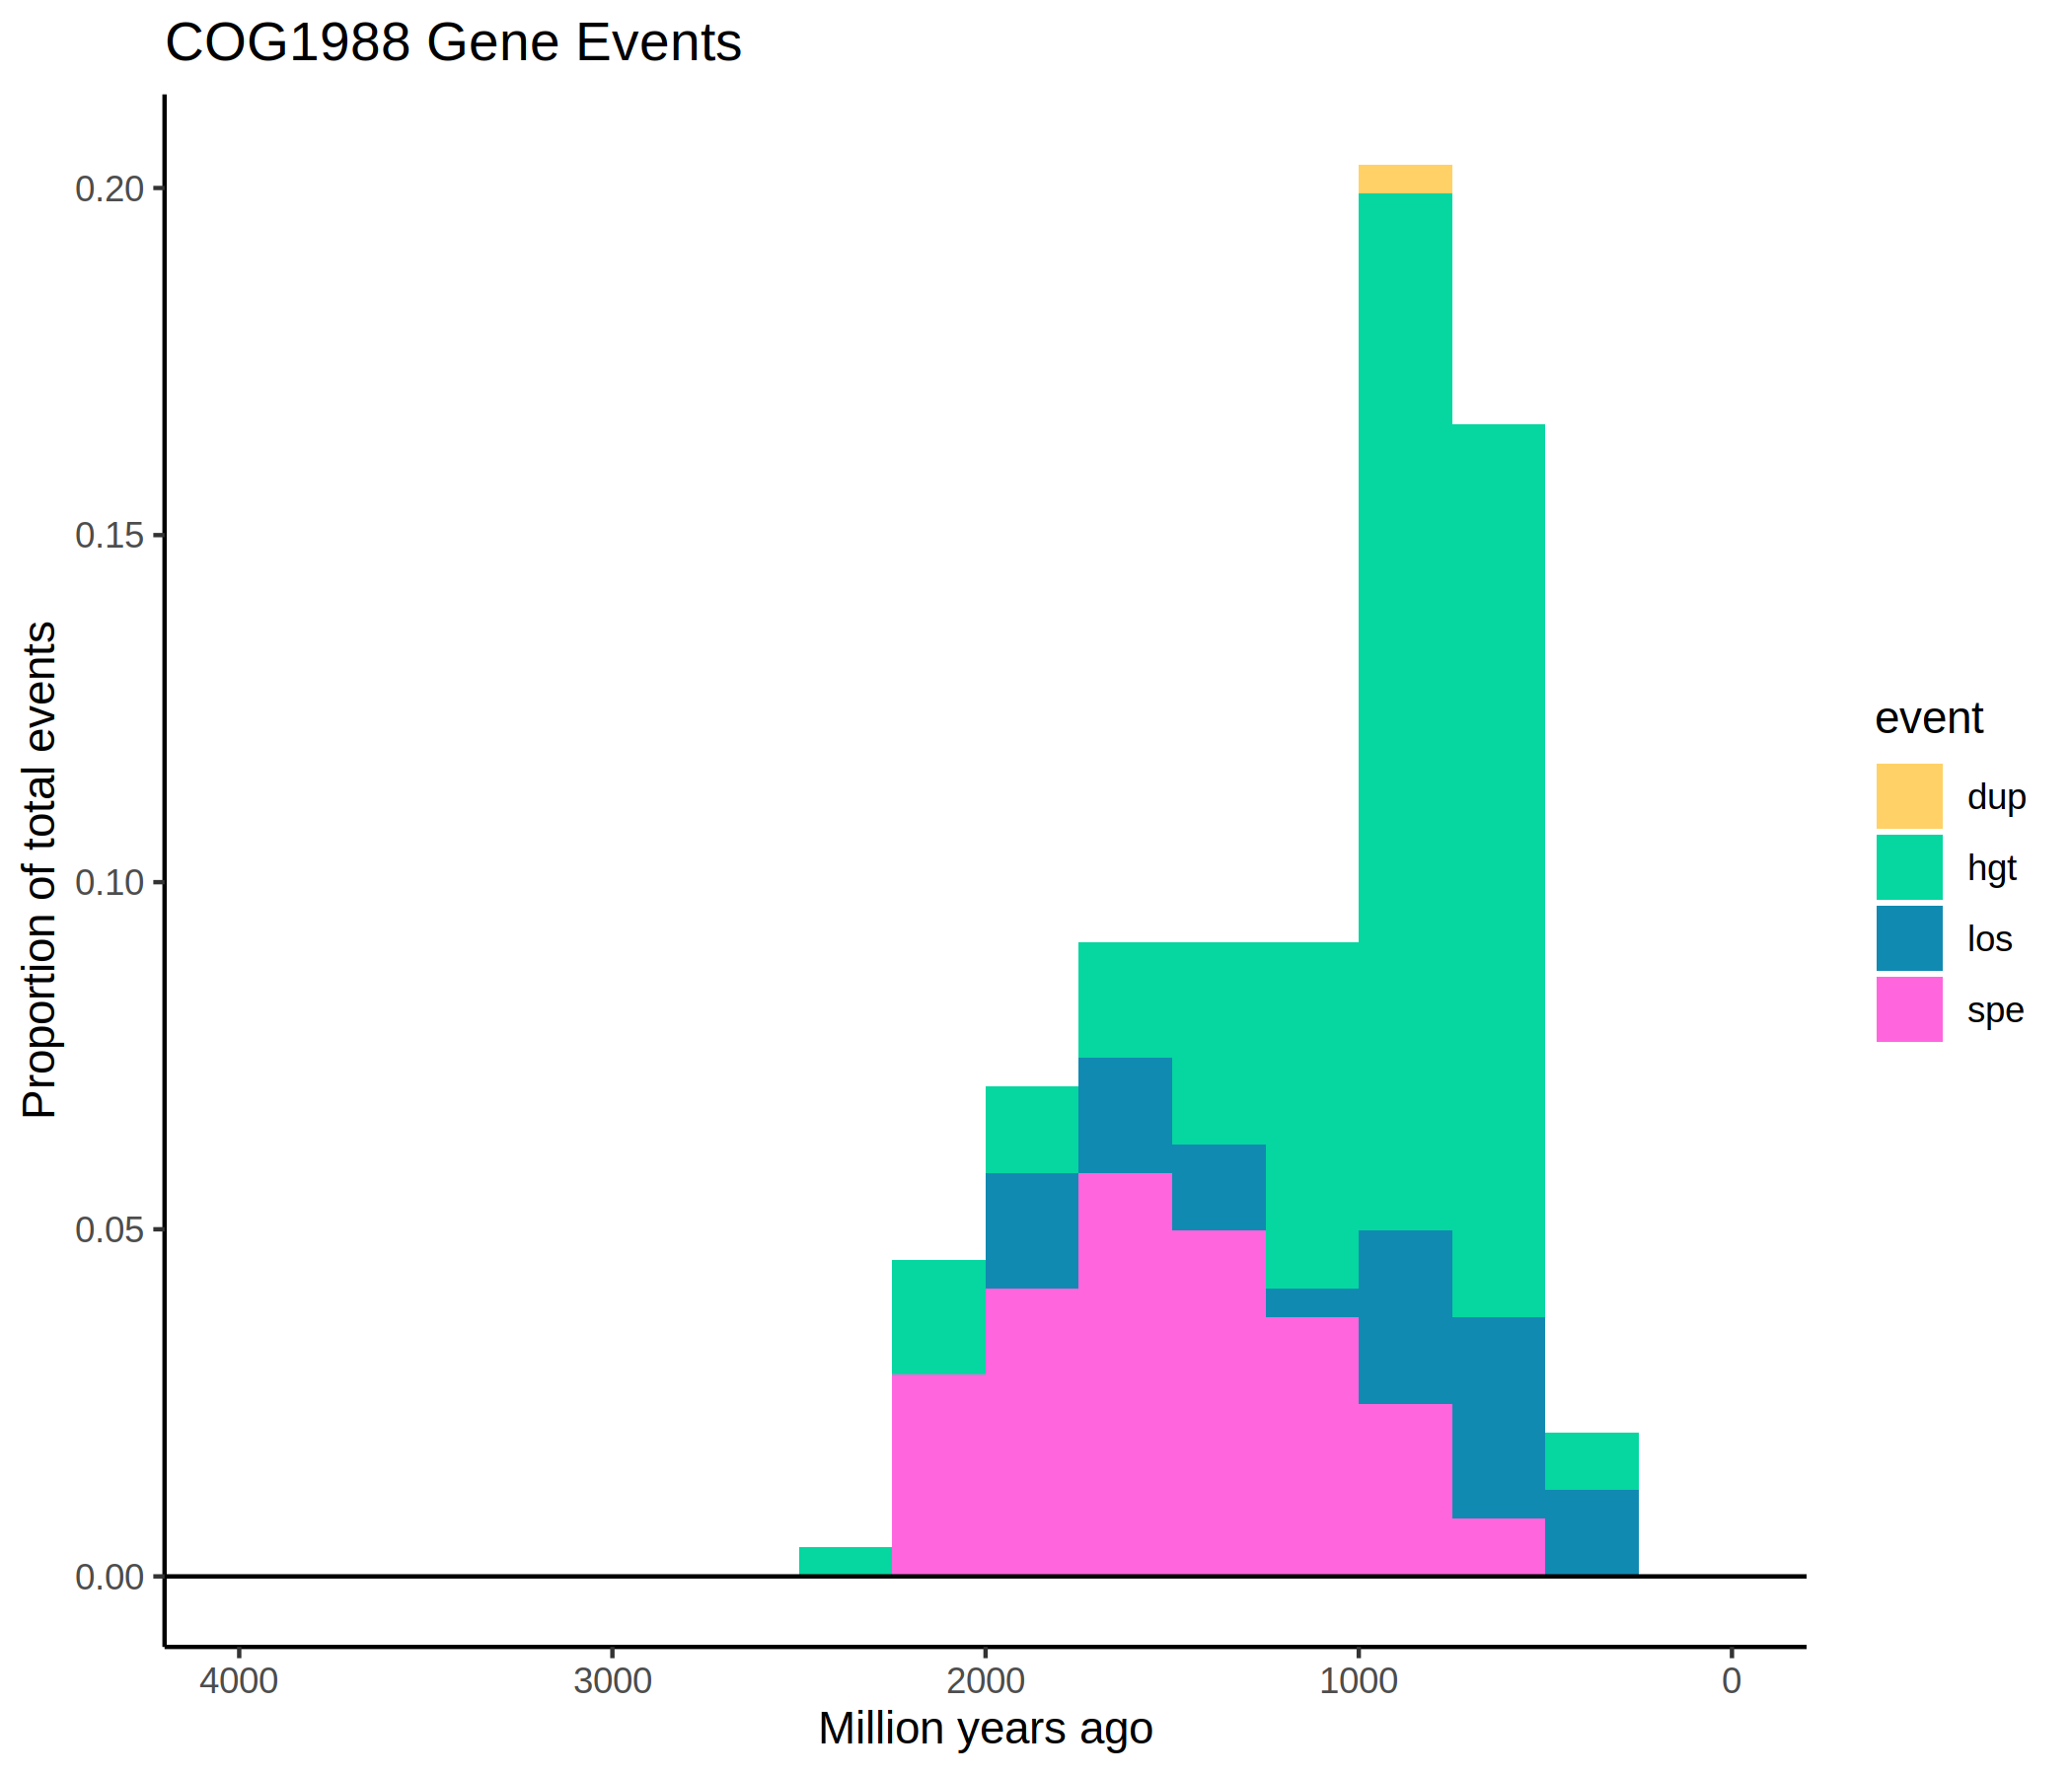 COG1988 Gene Events
Proportion of total events
0.20
0.15
0.10
0.05
0.00
4000 3000 2000 1000 0
Million years ago
event
dup
hgt
los
spe